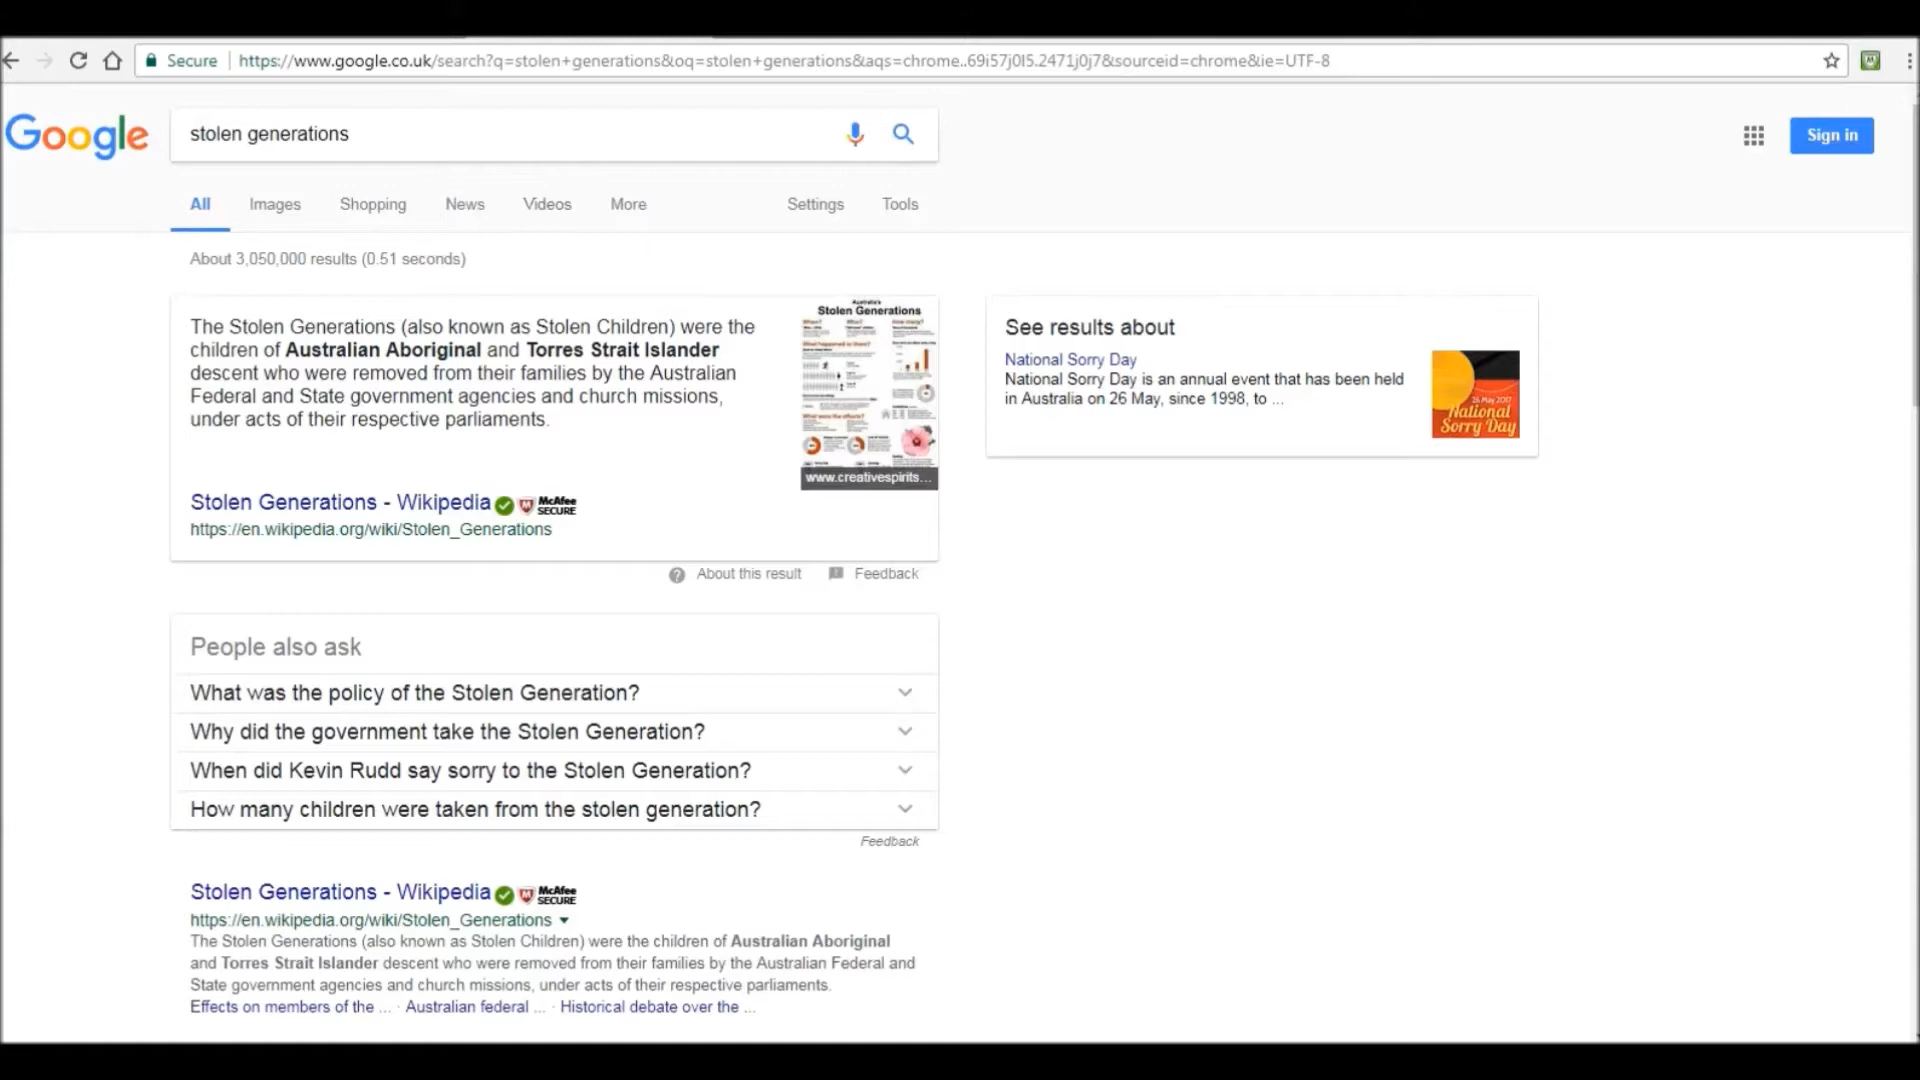 Secure
https://www.google.co.uk/search?q=stolen+generations&oq=stolen+generations&aqs=chrome..69i57j0l5.2471j0j7&sourceid=chrome&ie=UTF-8
Google
stolen generations
Sign in
All Images Shopping News Videos More Settings Tools
About 3,050,000 results (0.51 seconds)
The Stolen Generations (also known as Stolen Children) were the
children of Australian Aboriginal and Torres Strait Islander
descent who were removed from their families by the Australian
Federal and State government agencies and church missions,
under acts of their respective parliaments.
Australia's
Stolen Generations
www.creativespirits...
Stolen Generations - Wikipedia McAfee SECURE
https://en.wikipedia.org/wiki/Stolen_Generations
About this result Feedback
See results about
National Sorry Day
National Sorry Day is an annual event that has been held
in Australia on 26 May, since 1998, to ...
26 May 2017
National
Sorry Day
People also ask
What was the policy of the Stolen Generation?
Why did the government take the Stolen Generation?
When did Kevin Rudd say sorry to the Stolen Generation?
How many children were taken from the stolen generation?
Feedback
Stolen Generations - Wikipedia McAfee SECURE
https://en.wikipedia.org/wiki/Stolen_Generations
The Stolen Generations (also known as Stolen Children) were the children of Australian Aboriginal
and Torres Strait Islander descent who were removed from their families by the Australian Federal and
State government agencies and church missions, under acts of their respective parliaments.
Effects on members of the ... · Australian federal ... · Historical debate over the ...